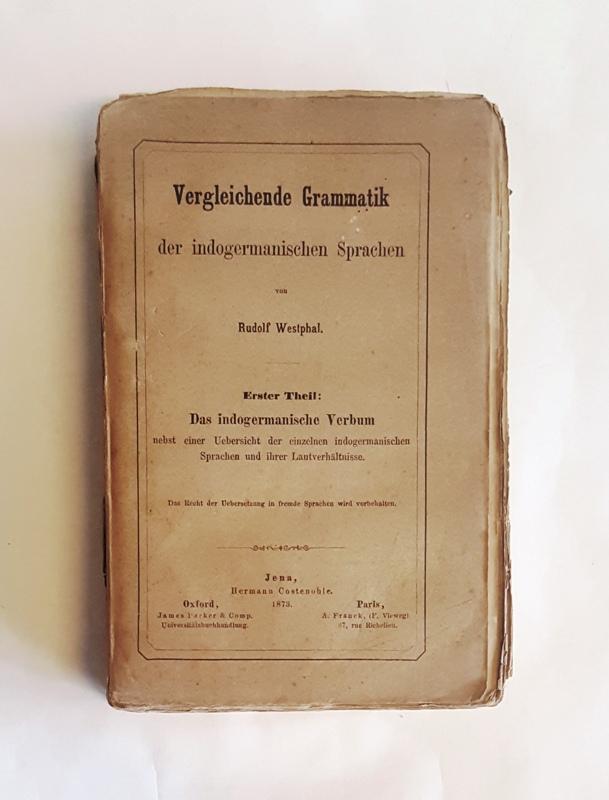 Vergleichende Grammatik
der indogermanischen Sprachen
von
Rudolf Westphal.
Erster Theil:
Das indogermanische Verbum
nebst einer Uebersicht der einzelnen indogermanischen
Sprachen und ihrer Lautverhältnisse.
Das Recht der Uebersetzung in fremde Sprachen wird vorbehalten.
Jena,
Hermann Costenoble.
Oxford, 1873. Paris,
James Parker & Comp. A. Franck, (F. Vieweg)
Universitätsbuchhandlung. 67, rue Richelieu.